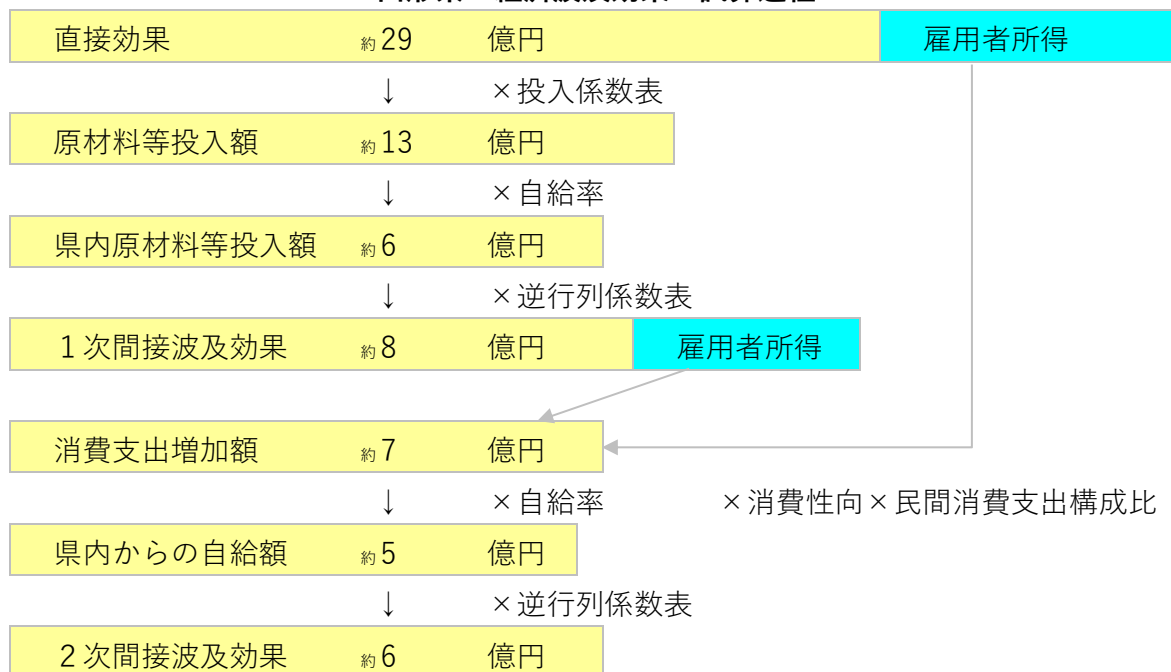 直接効果 約29 億円 雇用者所得
↓ ×投入係数表
原材料等投入額 約13 億円
↓ ×自給率
県内原材料等投入額 約6 億円
↓ ×逆行列係数表
１次間接波及効果 約8 億円 雇用者所得
消費支出増加額 約7 億円
↓ ×自給率 ×消費性向×民間消費支出構成比
県内からの自給額 約5 億円
↓ ×逆行列係数表
２次間接波及効果 約6 億円